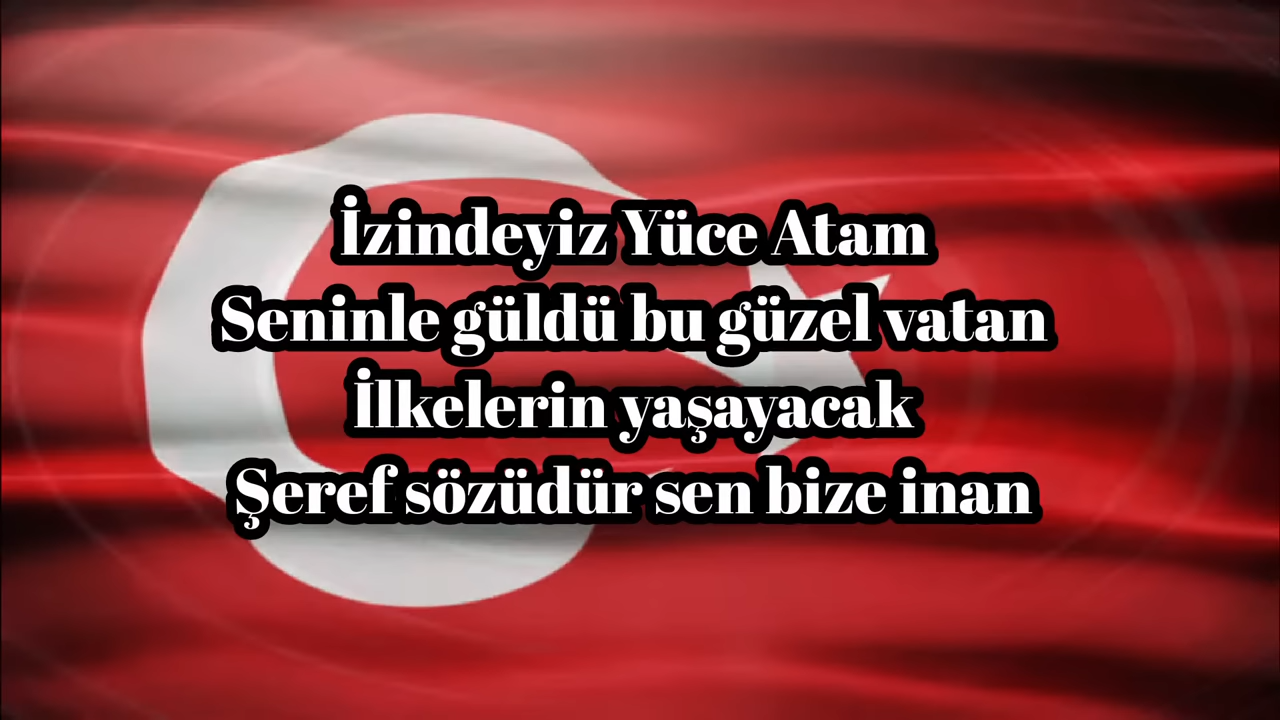 İzindeyiz Yüce Atam
Seninle güldü bu güzel vatan
İlkelerin yaşayacak
Şeref sözüdür sen bize inan